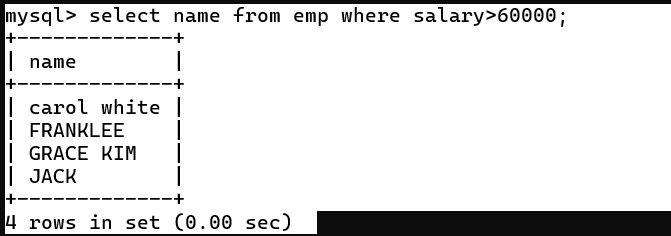 mysql> select name from emp where salary>60000;
+-------------+
| name        |
+-------------+
| carol white |
| FRANKLEE    |
| GRACE KIM   |
| JACK        |
+-------------+
4 rows in set (0.00 sec)